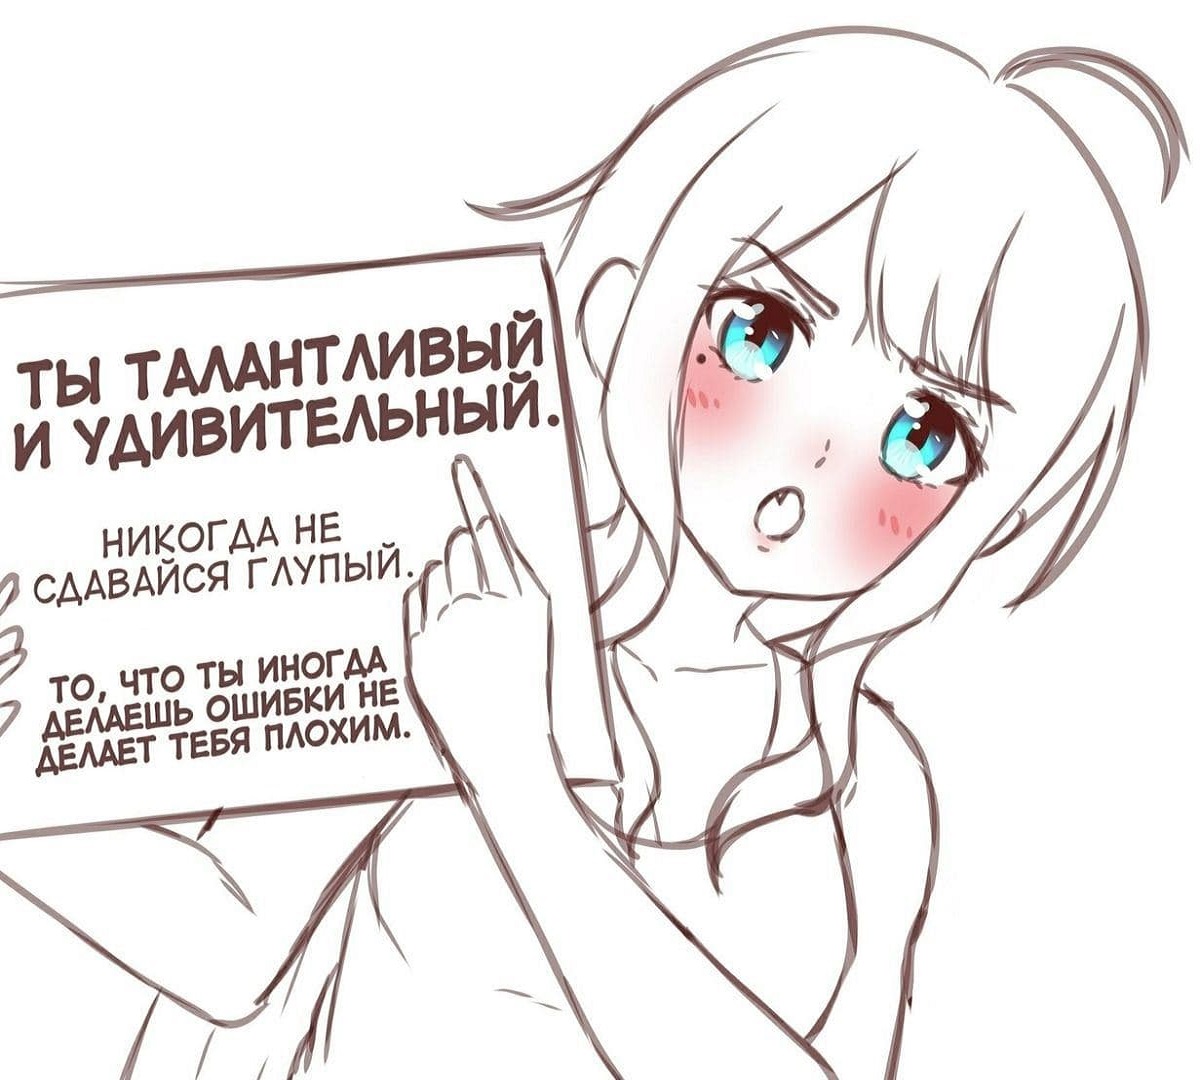 ТЫ ТАЛАНТЛИВЫЙ
И УДИВИТЕЛЬНЫЙ.
НИКОГДА НЕ
СДАВАЙСЯ ГЛУПЫЙ.
ТО, ЧТО ТЫ ИНОГДА
ДЕЛАЕШЬ ОШИБКИ НЕ
ДЕЛАЕТ ТЕБЯ ПЛОХИМ.